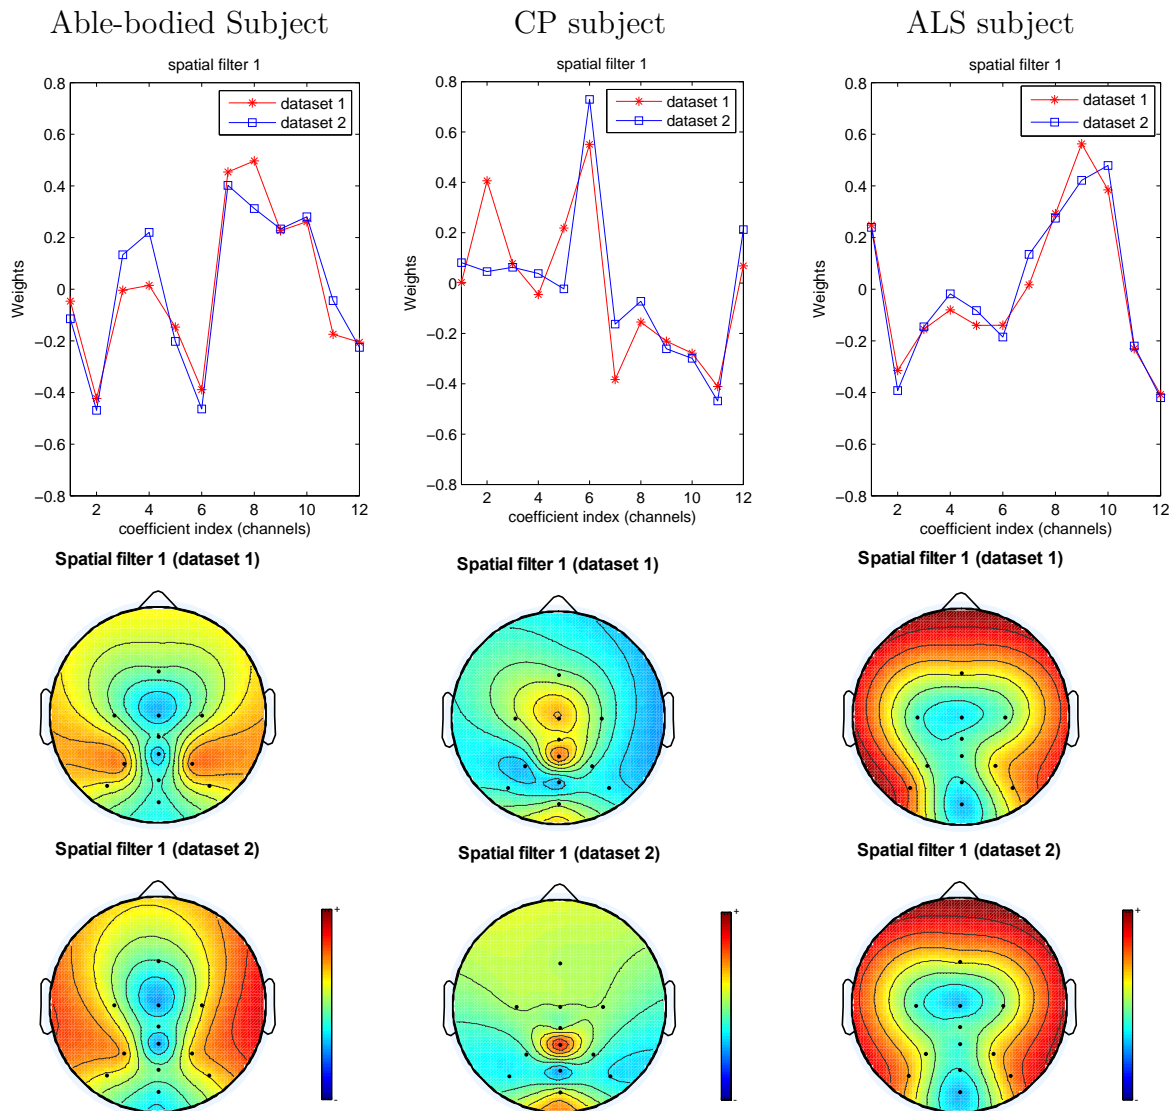 Able-bodied Subject
CP subject
ALS subject
spatial filter 1
0.8
0.6
0.4
0.2
0
−0.2
−0.4
−0.6
−0.8
Weights
dataset 1
dataset 2
2 4 6 8 10 12
coefficient index (channels)
spatial filter 1
0.8
0.6
0.4
0.2
0
−0.2
−0.4
−0.6
−0.8
Weights
dataset 1
dataset 2
2 4 6 8 10 12
coefficient index (channels)
spatial filter 1
0.8
0.6
0.4
0.2
0
−0.2
−0.4
−0.6
−0.8
Weights
dataset 1
dataset 2
2 4 6 8 10 12
coefficient index (channels)
Spatial filter 1 (dataset 1)
Spatial filter 1 (dataset 1)
Spatial filter 1 (dataset 1)
Spatial filter 1 (dataset 2)
+
-
Spatial filter 1 (dataset 2)
+
-
Spatial filter 1 (dataset 2)
+
-